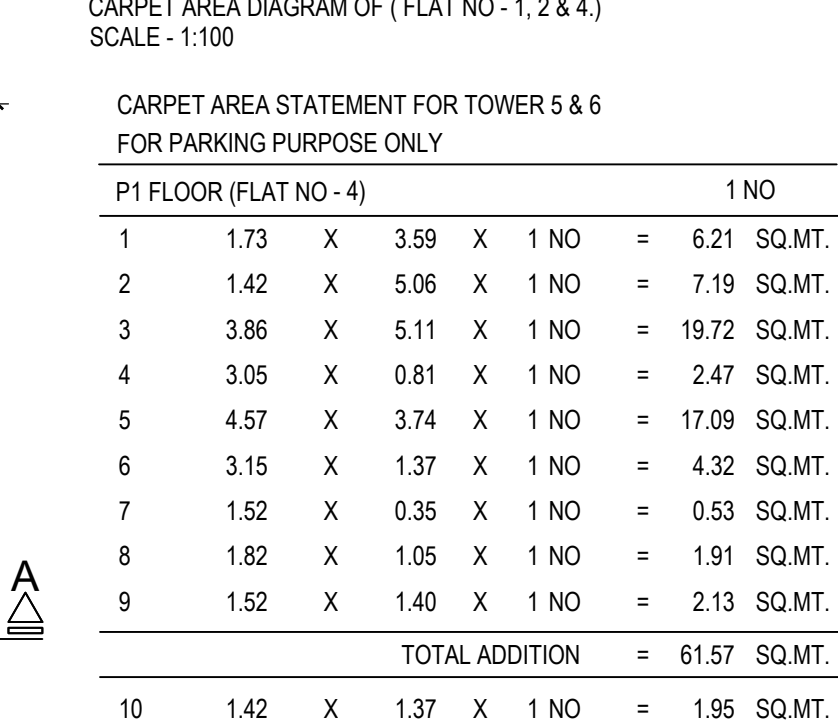 CARPET AREA DIAGRAM OF ( FLAT NO - 1, 2 & 4.)
SCALE - 1:100
CARPET AREA STATEMENT FOR TOWER 5 & 6
FOR PARKING PURPOSE ONLY
P1 FLOOR (FLAT NO - 4) 1 NO
1 1.73 X 3.59 X 1 NO = 6.21 SQ.MT.
2 1.42 X 5.06 X 1 NO = 7.19 SQ.MT.
3 3.86 X 5.11 X 1 NO = 19.72 SQ.MT.
4 3.05 X 0.81 X 1 NO = 2.47 SQ.MT.
5 4.57 X 3.74 X 1 NO = 17.09 SQ.MT.
6 3.15 X 1.37 X 1 NO = 4.32 SQ.MT.
7 1.52 X 0.35 X 1 NO = 0.53 SQ.MT.
8 1.82 X 1.05 X 1 NO = 1.91 SQ.MT.
A
9 1.52 X 1.40 X 1 NO = 2.13 SQ.MT.
TOTAL ADDITION = 61.57 SQ.MT.
10 1.42 X 1.37 X 1 NO = 1.95 SQ.MT.